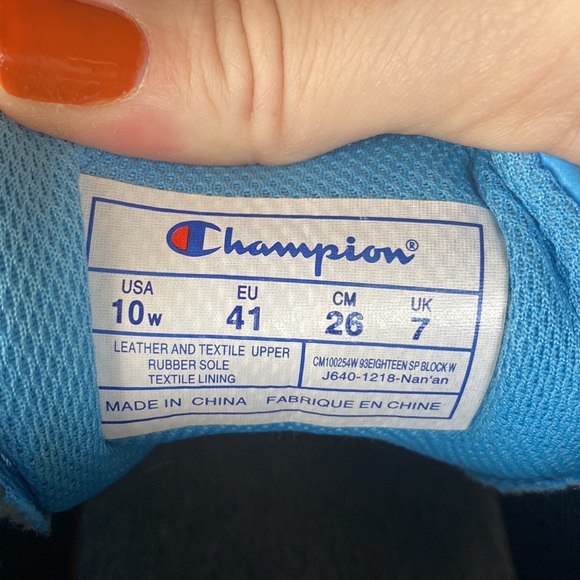 Champion®
USA EU CM UK
10 W 41 26 7
LEATHER AND TEXTILE UPPER
RUBBER SOLE
TEXTILE LINING
CM100254W 93EIGHTEEN SP BLOCK W
J640-1218-Nan'an
MADE IN CHINA FABRIQUE EN CHINE